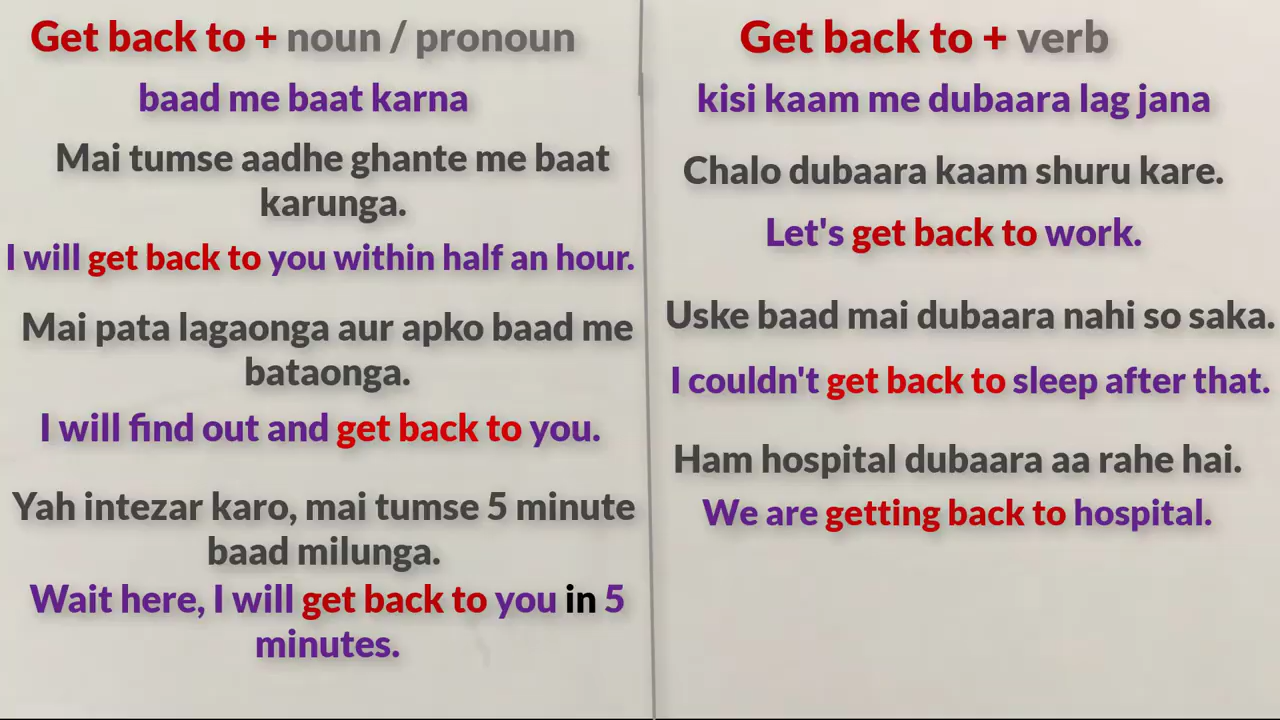 Get back to + noun / pronoun
baad me baat karna
Mai tumse aadhe ghante me baat
karunga.
I will get back to you within half an hour.
Mai pata lagaonga aur apko baad me
bataonga.
I will find out and get back to you.
Yah intezar karo, mai tumse 5 minute
baad milunga.
Wait here, I will get back to you in 5
minutes.
Get back to + verb
kisi kaam me dubaara lag jana
Chalo dubaara kaam shuru kare.
Let's get back to work.
Uske baad mai dubaara nahi so saka.
I couldn't get back to sleep after that.
Ham hospital dubaara aa rahe hai.
We are getting back to hospital.